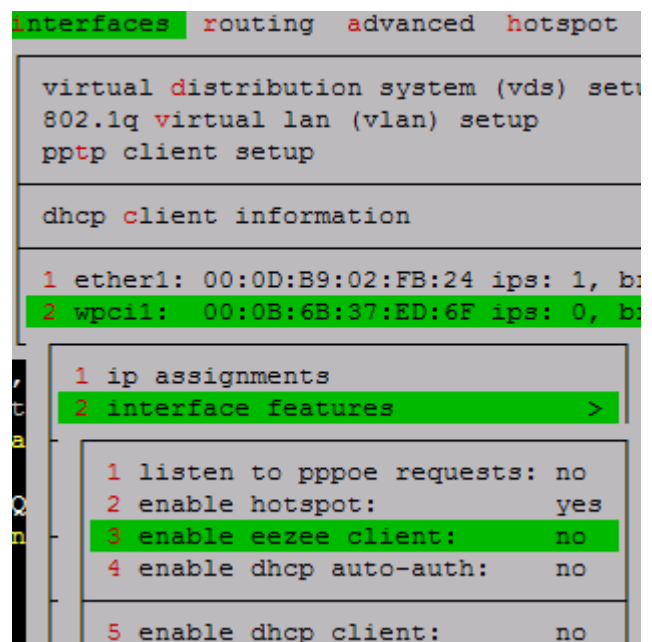 interfaces routing advanced hotspot
virtual distribution system (vds) setu
802.1q virtual lan (vlan) setup
pptp client setup
dhcp client information
1 ether1: 00:0D:B9:02:FB:24 ips: 1, br
2 wpci1: 00:0B:6B:37:ED:6F ips: 0, br
, 1 ip assignments
t 2 interface features >
a
1 listen to pppoe requests: no
Q 2 enable hotspot: yes
n 3 enable eezee client: no
4 enable dhcp auto-auth: no
5 enable dhcp client: no